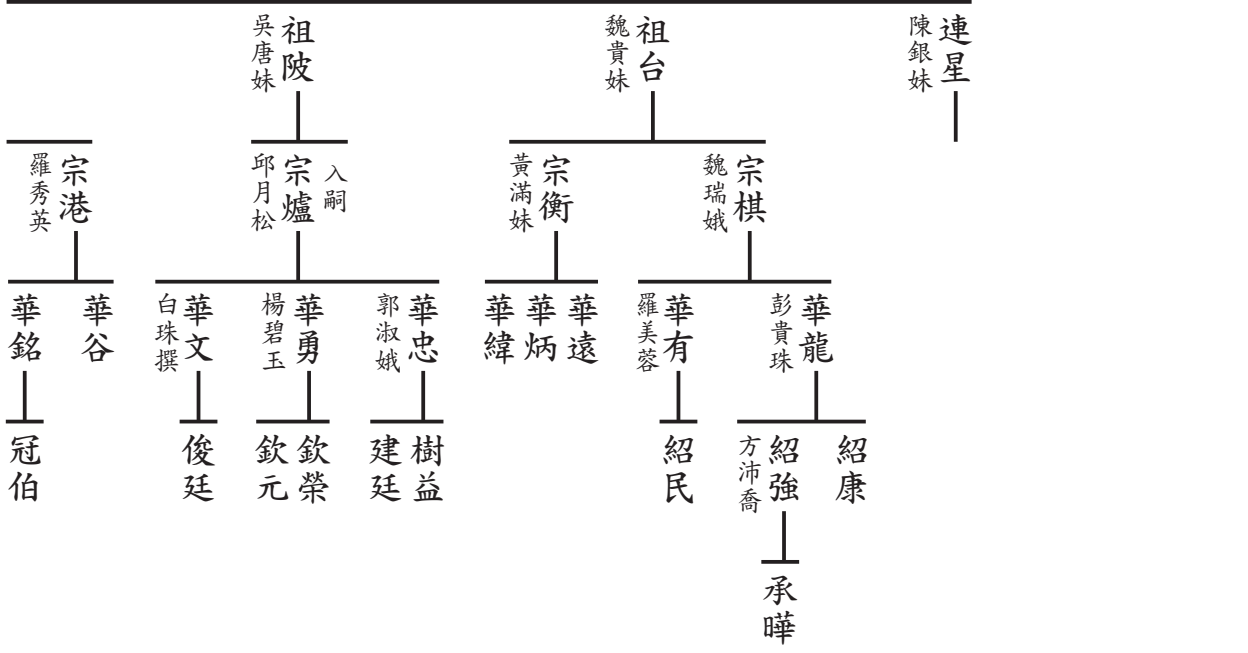 連星
陳銀妹
祖台
魏貴妹
祖陂
吳唐妹
宗棋
魏瑞娥
宗衡
黃滿妹
入嗣
宗爐
邱月松
宗港
羅秀英
華龍
彭貴珠
華有
羅美蓉
華遠
華炳
華緯
華忠
郭淑娥
華勇
楊碧玉
華文
白珠撰
華谷
華銘
紹康
紹強
方沛喬
紹民
樹益
建廷
欽榮
欽元
俊廷
冠伯
承曄